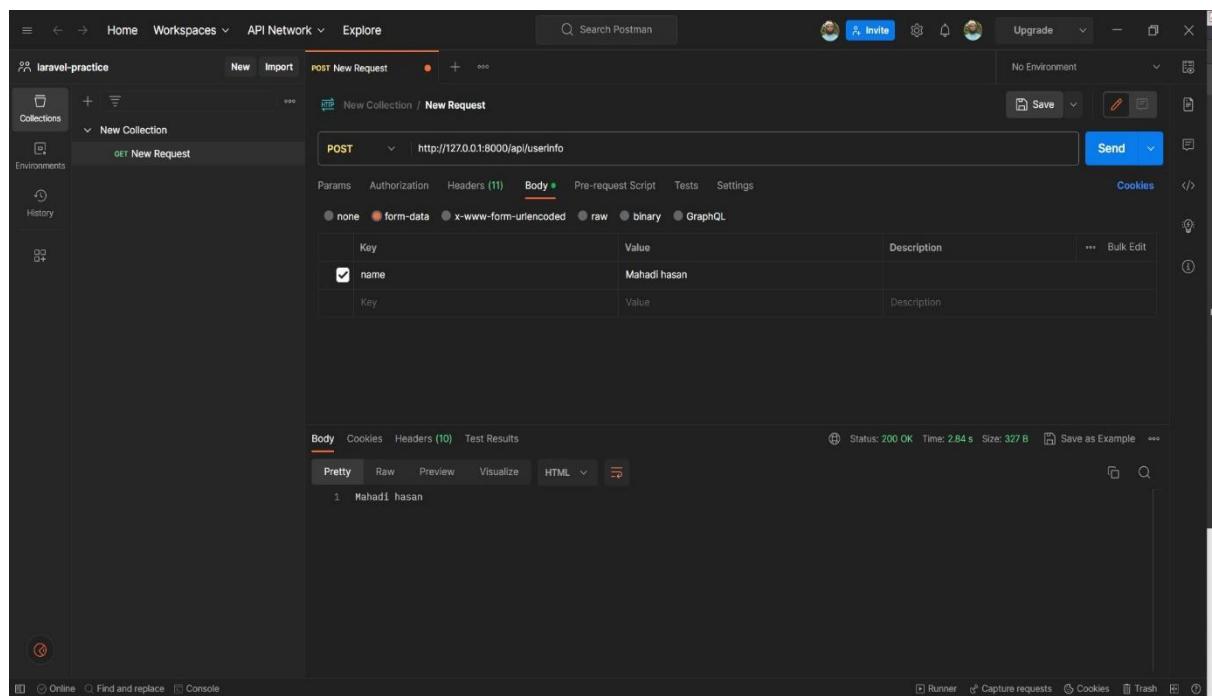 Home Workspaces API Network Explore Search Postman Invite Upgrade
laravel-practice New Import POST New Request No Environment
Collections
New Collection / New Request Save
New Collection
GET New Request
POST http://127.0.0.1:8000/api/userinfo Send
Environments
Params Authorization Headers (11) Body Pre-request Script Tests Settings Cookies
History
none form-data x-www-form-urlencoded raw binary GraphQL
Key Value Description Bulk Edit
name Mahadi hasan
Key Value Description
Body Cookies Headers (10) Test Results Status: 200 OK Time: 2.84 s Size: 327 B Save as Example
Pretty Raw Preview Visualize HTML
1 Mahadi hasan
Online Find and replace Console Runner Capture requests Cookies Trash